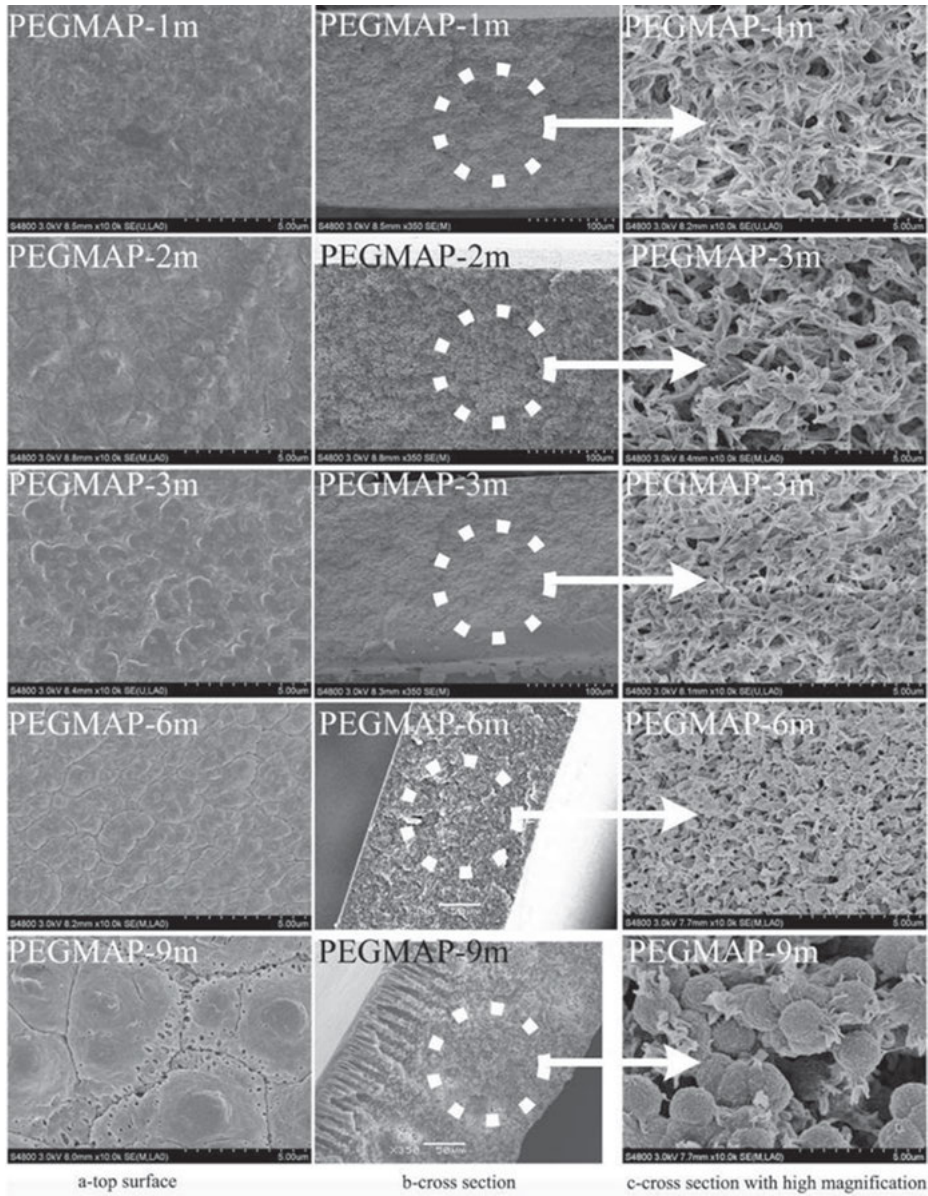 PEGMAP-1m
PEGMAP-1m
PEGMAP-1m
S4800 3.0kV 8.5mm x10.0k SE(U,LA0) 5.00um
S4800 3.0kV 8.5mm x350 SE(M) 100um
S4800 3.0kV 8.2mm x10.0k SE(U,LA0) 5.00um
PEGMAP-2m
PEGMAP-2m
PEGMAP-3m
S4800 3.0kV 8.8mm x10.0k SE(M,LA0) 5.00um
S4800 3.0kV 8.8mm x350 SE(M) 100um
S4800 3.0kV 8.4mm x10.0k SE(M,LA0) 5.00um
PEGMAP-3m
PEGMAP-3m
PEGMAP-3m
S4800 3.0kV 8.4mm x10.0k SE(M,LA0) 5.00um
S4800 3.0kV 8.3mm x350 SE(M) 100um
S4800 3.0kV 8.1mm x10.0k SE(M,LA0) 5.00um
PEGMAP-6m
PEGMAP-6m
PEGMAP-6m
S4800 3.0kV 8.2mm x10.0k SE(M,LA0) 5.00um
S4800 3.0kV 7.7mm x10.0k SE(M,LA0) 5.00um
PEGMAP-9m
PEGMAP-9m
PEGMAP-9m
X350 50µm
S4800 3.0kV 8.0mm x10.0k SE(M,LA0) 5.00um
S4800 3.0kV 7.7mm x10.0k SE(M,LA0) 5.00um
a-top surface
b-cross section
c-cross section with high magnification